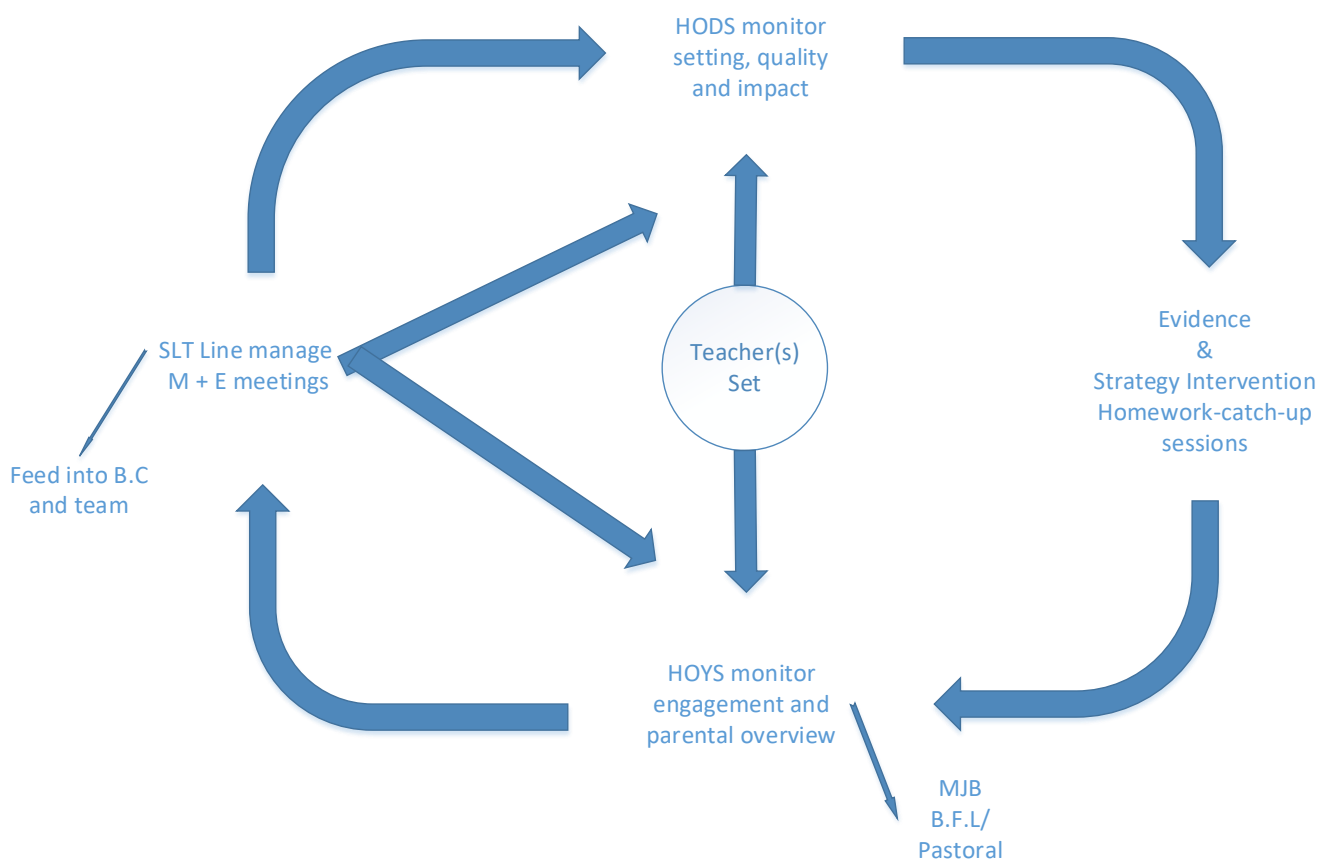 HODS monitor
setting, quality
and impact
Evidence
&
Strategy Intervention
Homework-catch-up
sessions
Teacher(s)
Set
SLT Line manage
M + E meetings
Feed into B.C
and team
HOYS monitor
engagement and
parental overview
MJB
B.F.L/
Pastoral